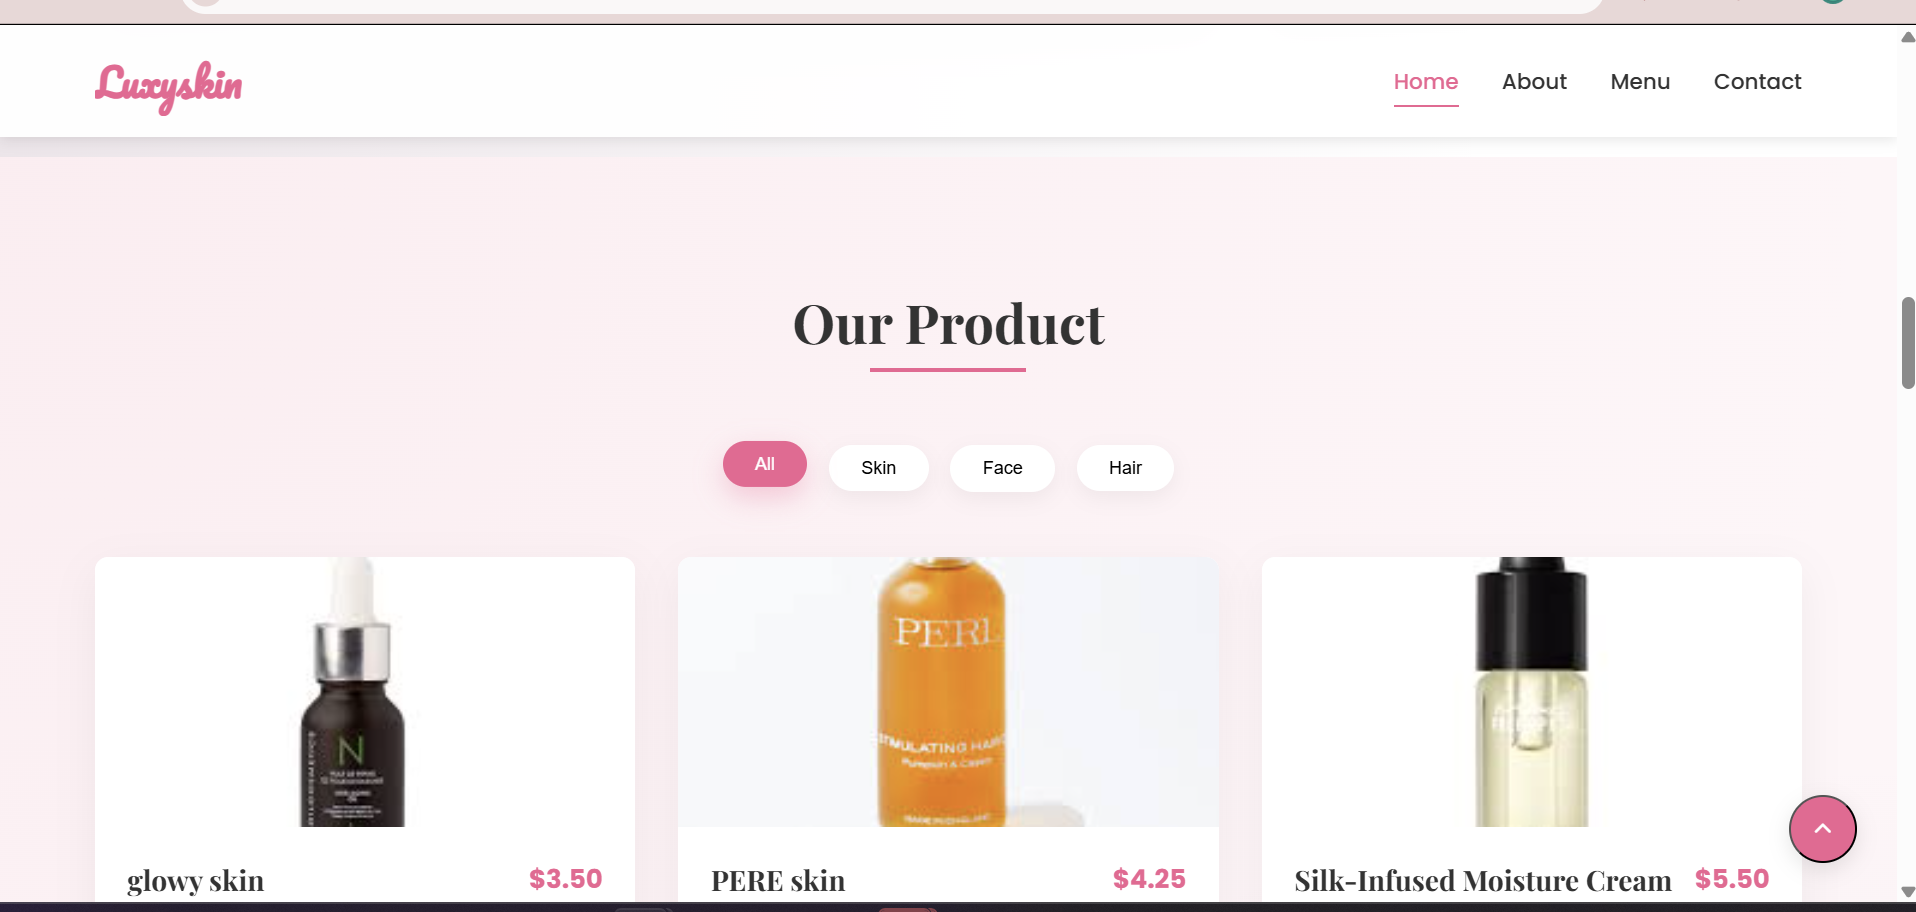 Luxyskin
Home About Menu Contact
Our Product
All Skin Face Hair
N
PERL
STIMULATING HAIR
Pumpkin &
glowy skin $3.50
PERE skin $4.25
Silk-Infused Moisture Cream $5.50